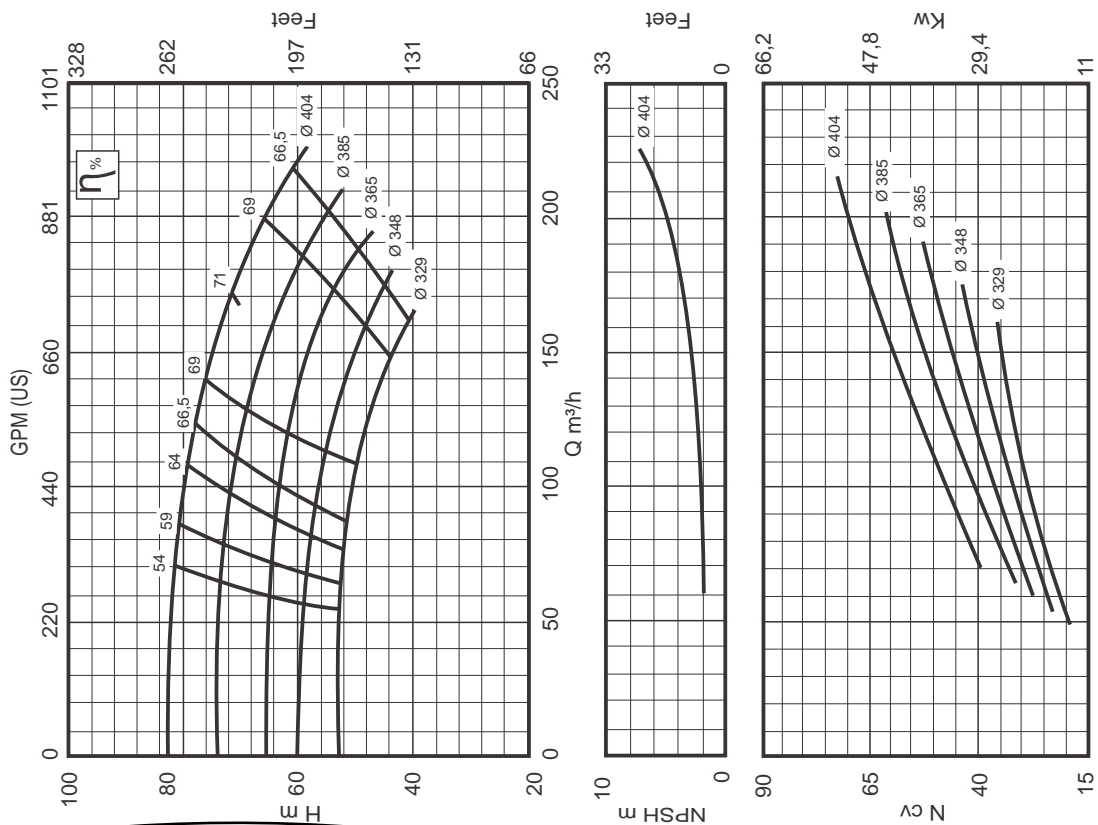 GPM (US)
0 220 440 660 881 1101
100 80 60 40 20
H m
328 262 197 131 66
Feet
η%
54 59 64 66,5 69 71 69 66,5
Ø 404
Ø 385
Ø 365
Ø 348
Ø 329
0 50 100 150 200 250
Q m³/h
10 0
NPSH m
33 0
Feet
Ø 404
90 65 40 15
N cv
66,2 47,8 29,4 11
Kw
Ø 404
Ø 385
Ø 365
Ø 348
Ø 329